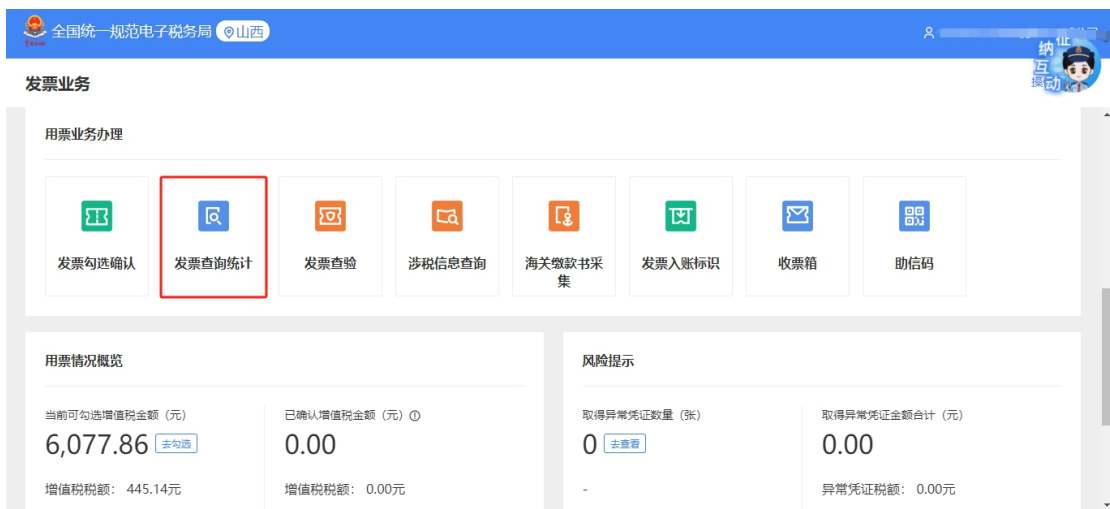 全国统一规范电子税务局 山西
纳
征
互
动
操
发票业务
用票业务办理
发票勾选确认 发票查询统计 发票查验 涉税信息查询 海关缴款书采 发票入账标识 收票箱 助信码
集
用票情况概览 风险提示
当前可勾选增值税金额（元） 已确认增值税金额（元） 取得异常凭证数量（张） 取得异常凭证金额合计（元）
6,077.86 去勾选 0.00 0 去查看 0.00
增值税税额： 445.14元 增值税税额： 0.00元 - 异常凭证税额： 0.00元